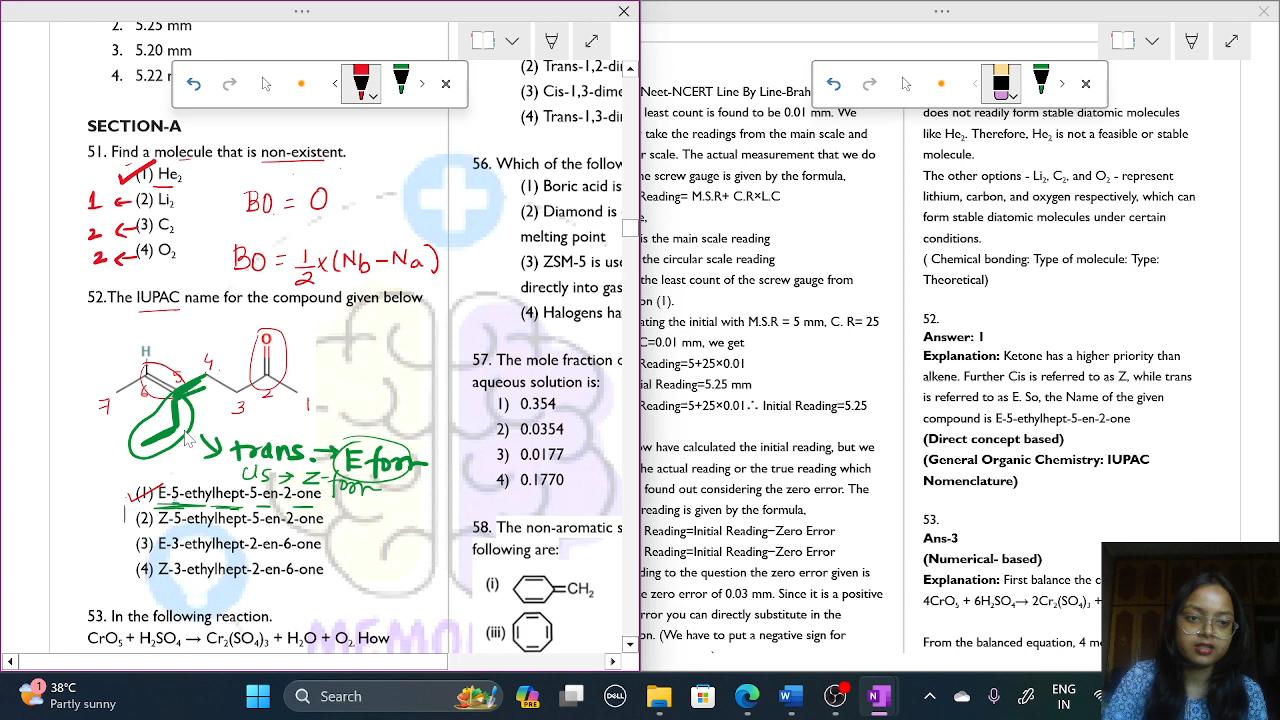 2. 5.25 mm
3. 5.20 mm
4. 5.22
SECTION-A
51. Find a molecule that is non-existent.
(1) He₂
1 ← (2) Li₂
2 ← (3) C₂
2 ← (4) O₂
BO = 0
BO = 1/2 x (Nb - Na)
52.The IUPAC name for the compound given below
H
O
7
6
5
4
3
2
1
→ trans. → E form
Cis → Z-form
(1) E-5-ethylhept-5-en-2-one
(2) Z-5-ethylhept-5-en-2-one
(3) E-3-ethylhept-2-en-6-one
(4) Z-3-ethylhept-2-en-6-one
53. In the following reaction.
CrO₅ + H₂SO₄ → Cr₂(SO₄)₃ + H₂O + O₂. How
(2) Trans-1,2-di
(3) Cis-1,3-dime
(4) Trans-1,3-di
56. Which of the follow
(1) Boric acid is
(2) Diamond is
melting point
(3) ZSM-5 is use
directly into gas
(4) Halogens ha
57. The mole fraction
aqueous solution is:
1) 0.354
2) 0.0354
3) 0.0177
4) 0.1770
58. The non-aromatic s
following are:
(i)
CH₂
(iii)
MEMO
Neet-NCERT Line By Line-Brah
least count is found to be 0.01 mm. We
take the readings from the main scale and
r scale. The actual measurement that we do
he screw gauge is given by the formula,
Reading= M.S.R+ C.R×L.C
e,
is the main scale reading
the circular scale reading
the least count of the screw gauge from
on (1).
ating the initial with M.S.R = 5 mm, C. R= 25
C=0.01 mm, we get
Reading=5+25×0.01
ial Reading=5.25 mm
Reading=5+25×0.01∴ Initial Reading=5.25
ow have calculated the initial reading, but we
he actual reading or the true reading which
found out considering the zero error. The
reading is given by the formula,
Reading=Initial Reading−Zero Error
Reading=Initial Reading−Zero Error
ding to the question the zero error given is
e zero error of 0.03 mm. Since it is a positive
error you can directly substitute in the
on. (We have to put a negative sign for
does not readily form stable diatomic molecules
like He₂. Therefore, He₂ is not a feasible or stable
molecule.
The other options - Li₂, C₂, and O₂ - represent
lithium, carbon, and oxygen respectively, which can
form stable diatomic molecules under certain
conditions.
( Chemical bonding: Type of molecule: Type:
Theoretical)
52.
Answer: 1
Explanation: Ketone has a higher priority than
alkene. Further Cis is referred to as Z, while trans
is referred to as E. So, the Name of the given
compound is E-5-ethylhept-5-en-2-one
(Direct concept based)
(General Organic Chemistry: IUPAC
Nomenclature)
53.
Ans-3
(Numerical- based)
Explanation: First balance the c
4CrO₅ + 6H₂SO₄→ 2Cr₂(SO₄)₃ +
From the balanced equation, 4 mo
1
38°C
Partly sunny
Search
PRE
DELL
W
N
ENG
IN